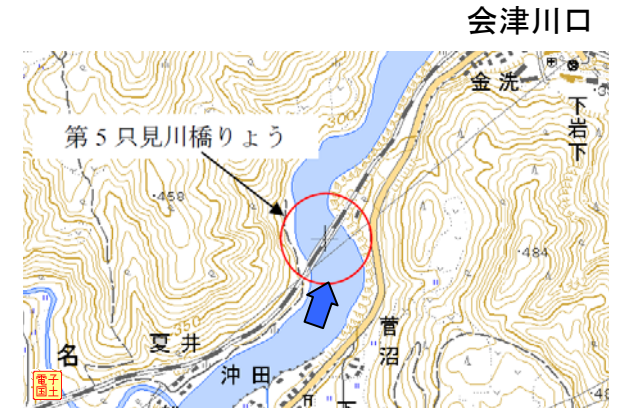 会津川口
金洗
下岩下
300
第5只見川橋りょう
・458
・484
350
夏井
菅沼
名
沖田
電子
国土
下